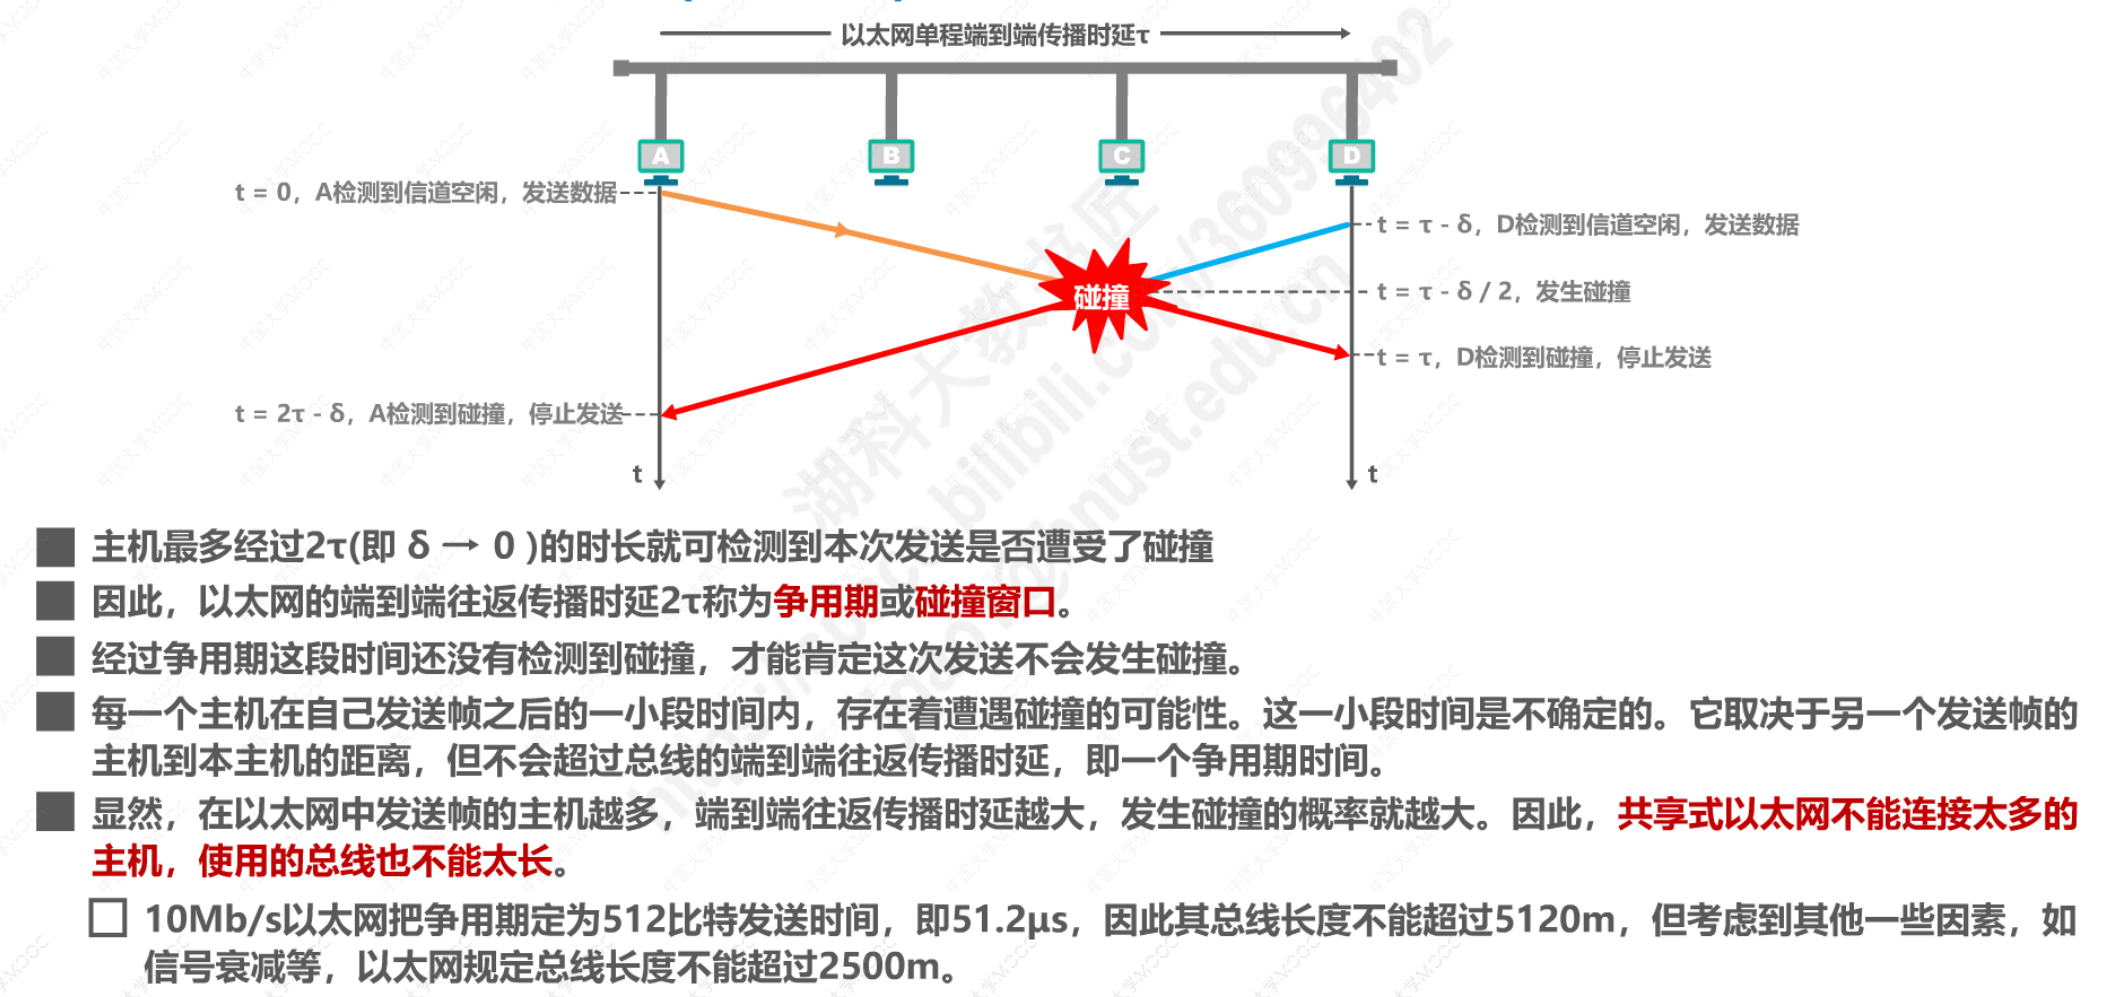 以太网单程端到端传播时延τ
A
B
C
D
t = 0，A检测到信道空闲，发送数据
t = τ - δ，D检测到信道空闲，发送数据
碰撞
t = τ - δ / 2，发生碰撞
t = τ，D检测到碰撞，停止发送
t = 2τ - δ，A检测到碰撞，停止发送
t
t
主机最多经过2τ(即 δ → 0 )的时长就可检测到本次发送是否遭受了碰撞
因此，以太网的端到端往返传播时延2τ称为争用期或碰撞窗口。
经过争用期这段时间还没有检测到碰撞，才能肯定这次发送不会发生碰撞。
每一个主机在自己发送帧之后的一小段时间内，存在着遭遇碰撞的可能性。这一小段时间是不确定的。它取决于另一个发送帧的
主机到本主机的距离，但不会超过总线的端到端往返传播时延，即一个争用期时间。
显然，在以太网中发送帧的主机越多，端到端往返传播时延越大，发生碰撞的概率就越大。因此，共享式以太网不能连接太多的
主机，使用的总线也不能太长。
10Mb/s以太网把争用期定为512比特发送时间，即51.2μs，因此其总线长度不能超过5120m，但考虑到其他一些因素，如
信号衰减等，以太网规定总线长度不能超过2500m。
中国大学MOOC
湖科大教书匠